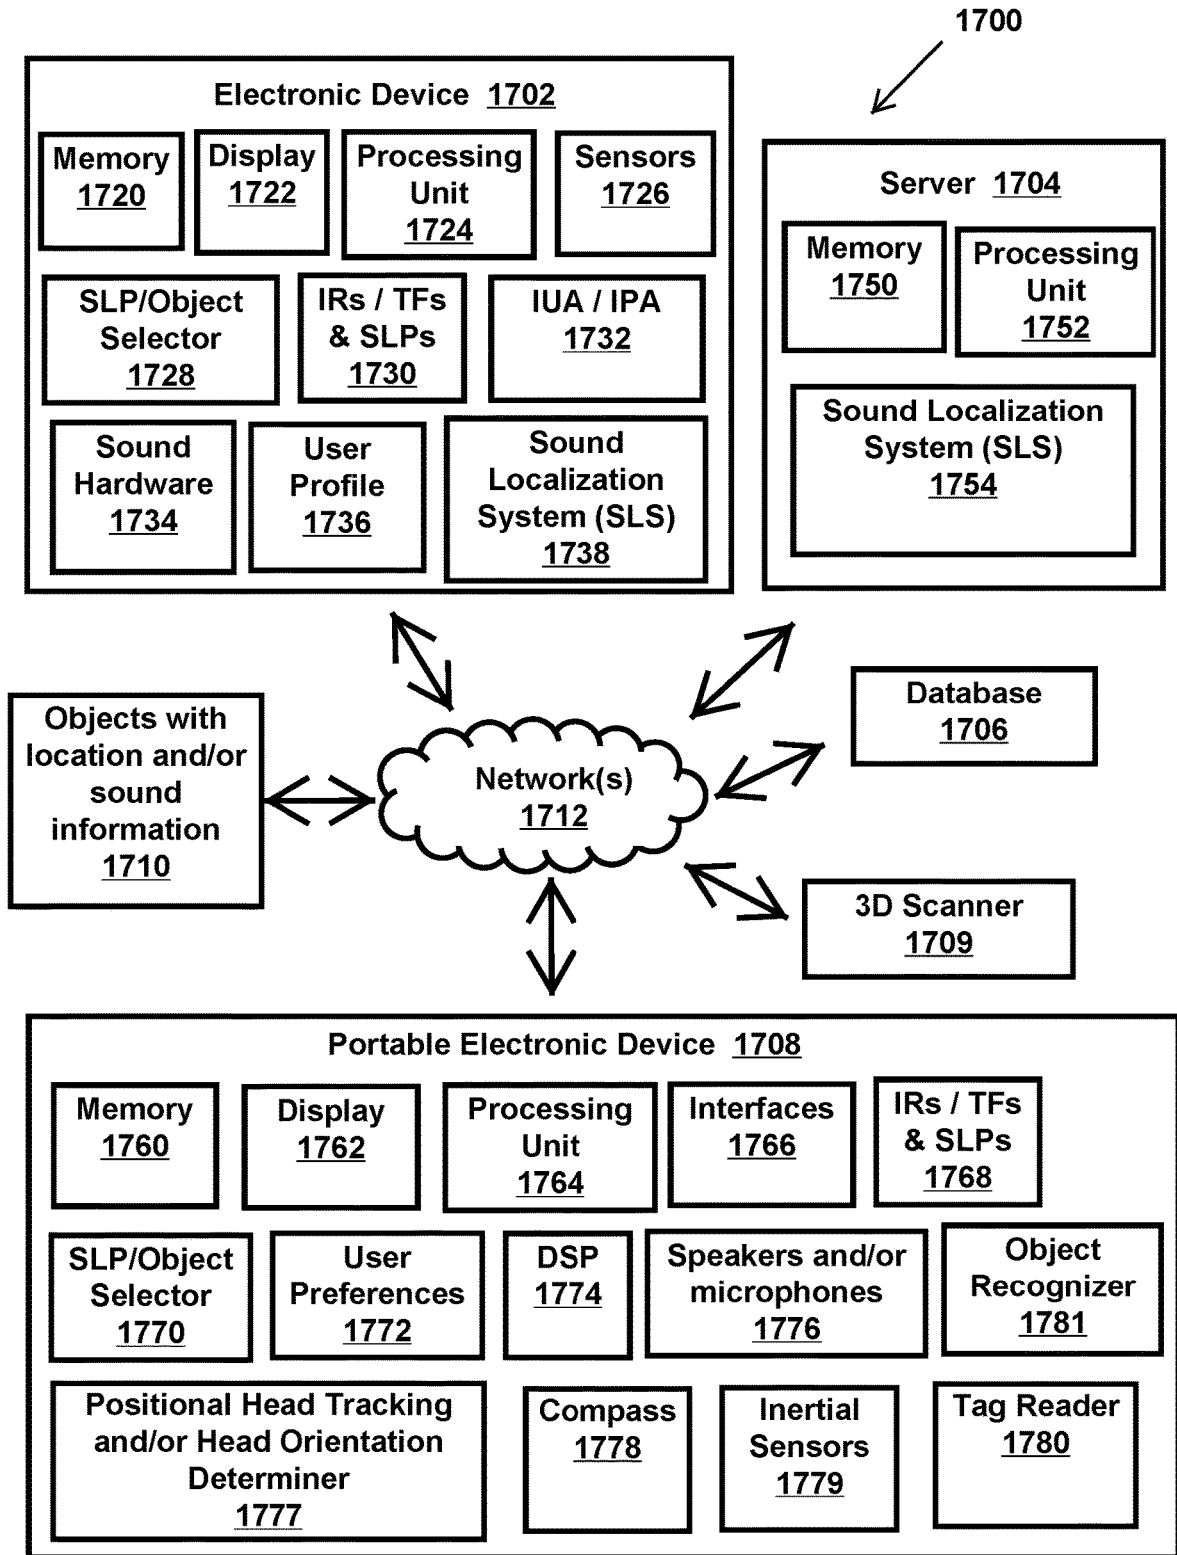 1700
Electronic Device 1702
Memory
1720
Display
1722
Processing
Unit
1724
Sensors
1726
SLP/Object
Selector
1728
IRs / TFs
& SLPs
1730
IUA / IPA
1732
Sound
Hardware
1734
User
Profile
1736
Sound
Localization
System (SLS)
1738
Server 1704
Memory
1750
Processing
Unit
1752
Sound Localization
System (SLS)
1754
Objects with
location and/or
sound
information
1710
Network(s)
1712
Database
1706
3D Scanner
1709
Portable Electronic Device 1708
Memory
1760
Display
1762
Processing
Unit
1764
Interfaces
1766
IRs / TFs
& SLPs
1768
SLP/Object
Selector
1770
User
Preferences
1772
DSP
1774
Speakers and/or
microphones
1776
Object
Recognizer
1781
Positional Head Tracking
and/or Head Orientation
Determiner
1777
Compass
1778
Inertial
Sensors
1779
Tag Reader
1780